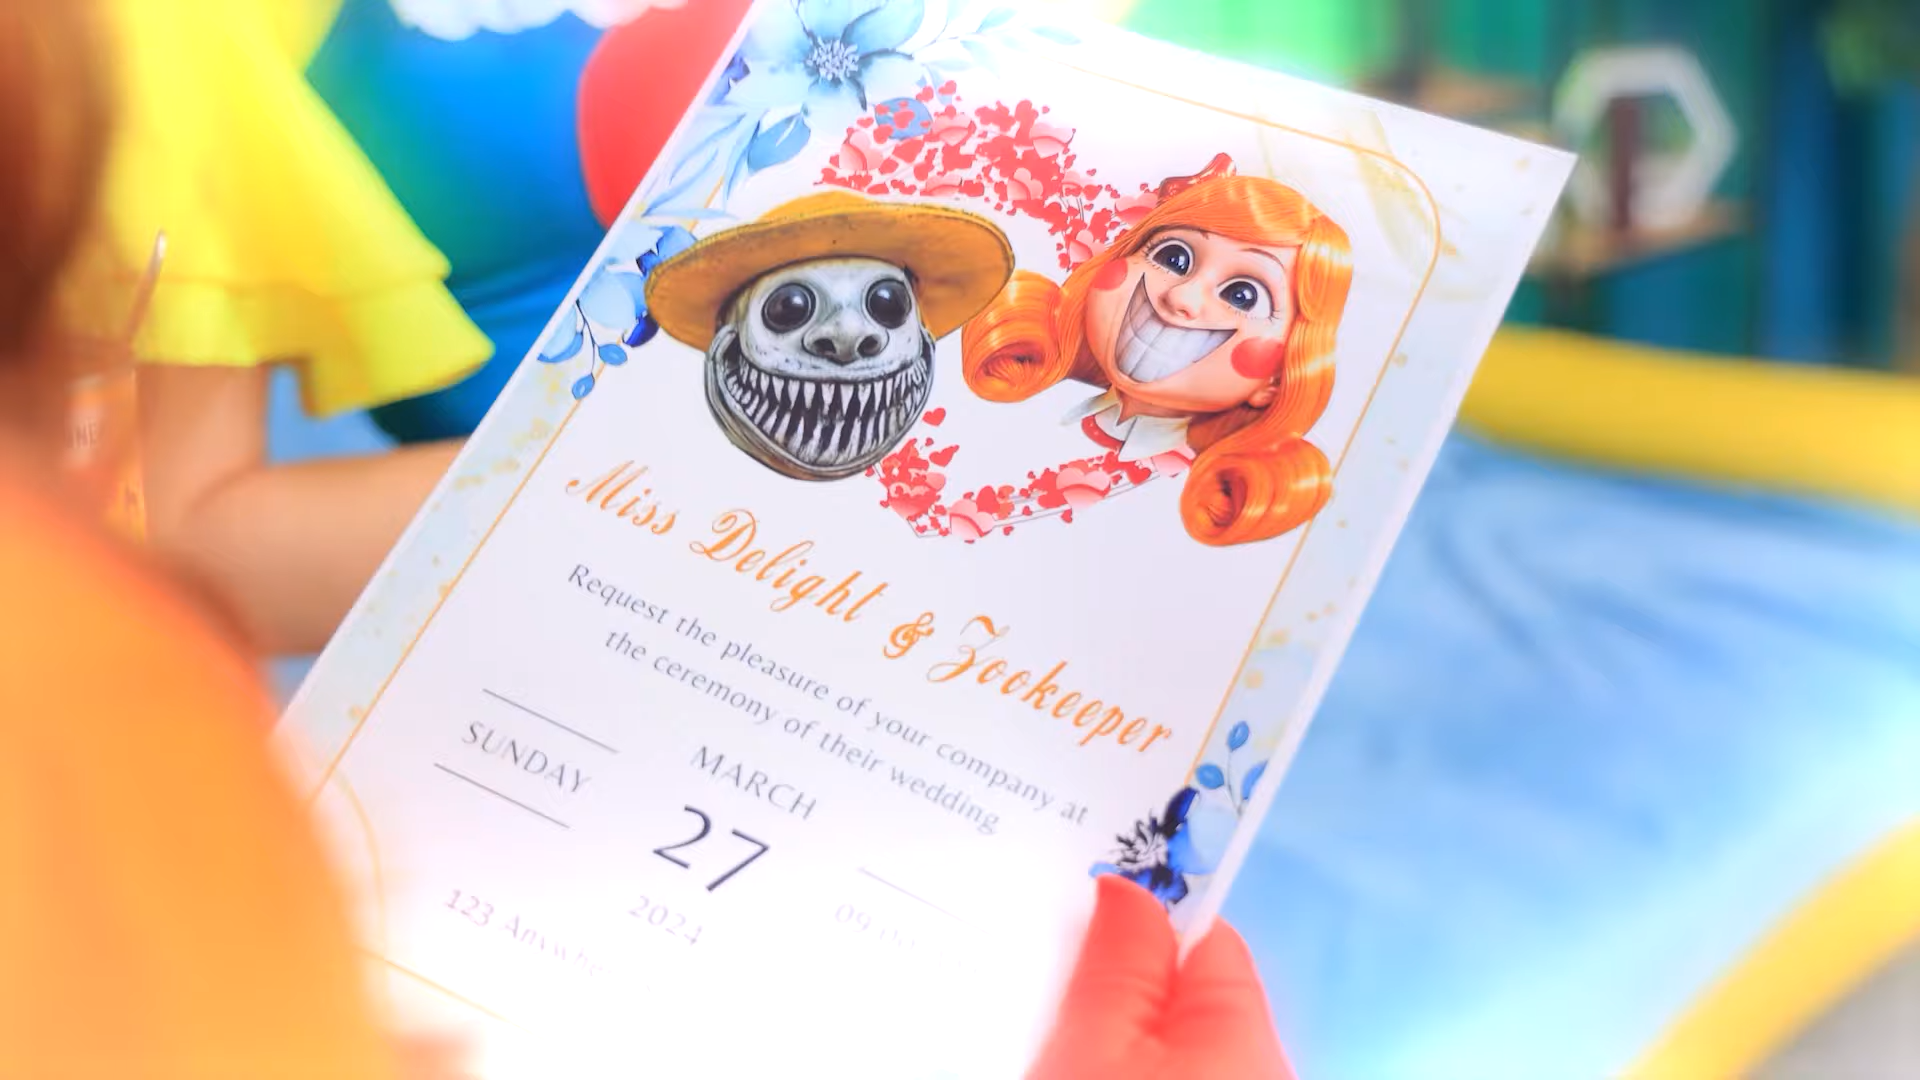 Miss Delight & Zookeeper
Request the pleasure of your company at
the ceremony of their wedding
SUNDAY
MARCH
27
2024
123